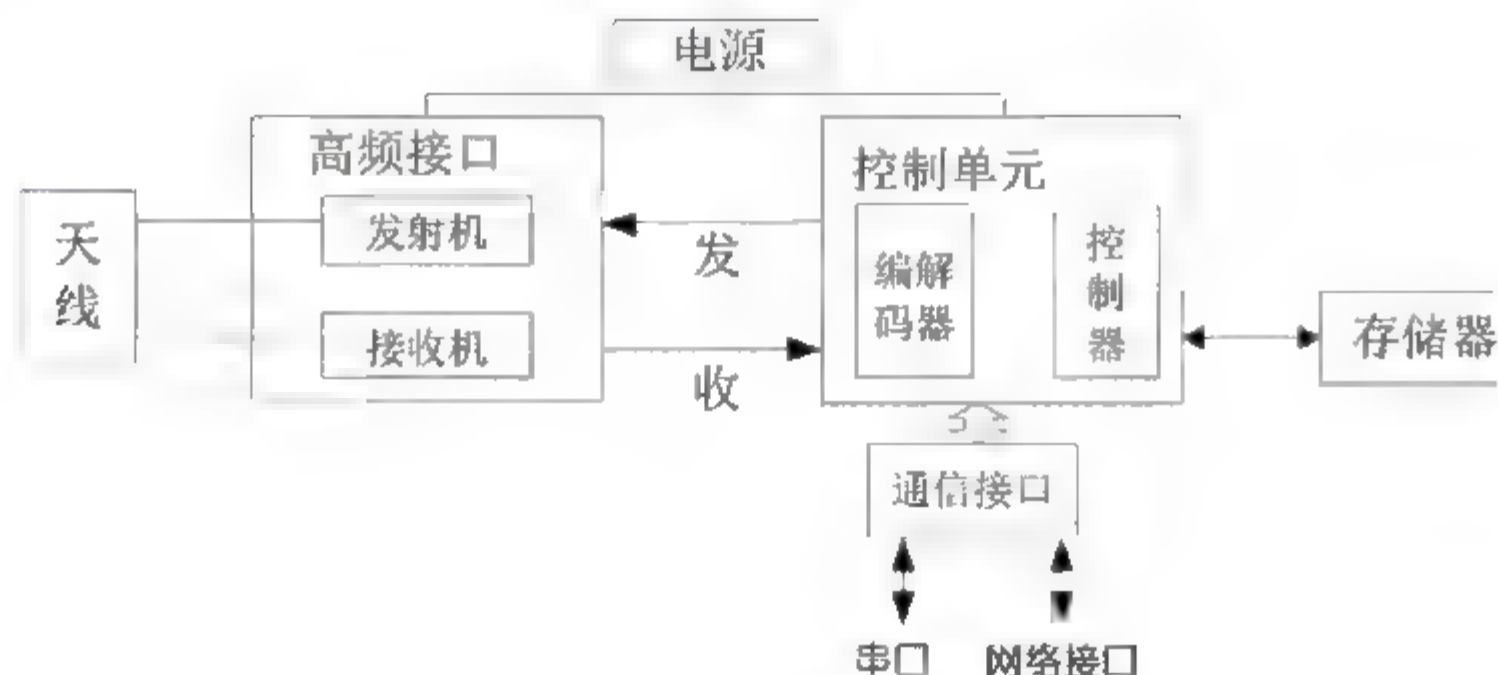 电源
高频接口
控制单元
天线
发射机
接收机
发
收
编解码器
控制器
存储器
通信接口
串口
网络接口